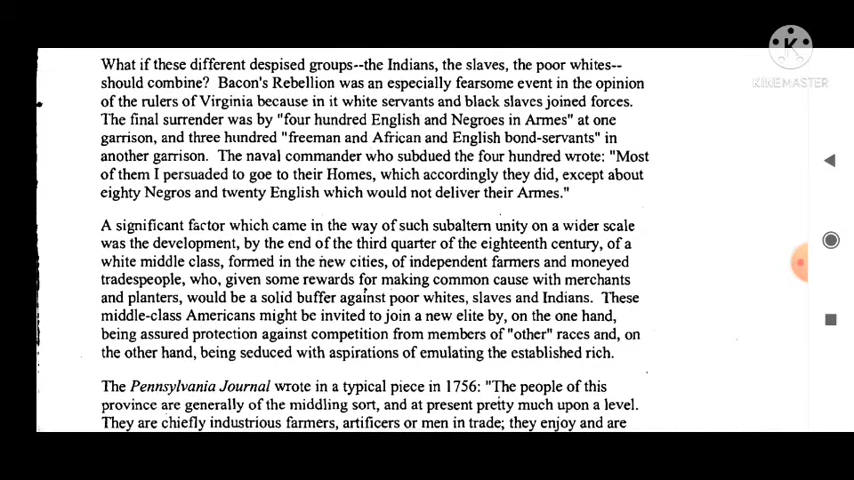 What if these different despised groups--the Indians, the slaves, the poor whites--
should combine? Bacon's Rebellion was an especially fearsome event in the opinion
of the rulers of Virginia because in it white servants and black slaves joined forces.
The final surrender was by "four hundred English and Negroes in Armes" at one
garrison, and three hundred "freeman and African and English bond-servants" in
another garrison. The naval commander who subdued the four hundred wrote: "Most
of them I persuaded to goe to their Homes, which accordingly they did, except about
eighty Negros and twenty English which would not deliver their Armes."
A significant factor which came in the way of such subaltern unity on a wider scale
was the development, by the end of the third quarter of the eighteenth century, of a
white middle class, formed in the new cities, of independent farmers and moneyed
tradespeople, who, given some rewards for making common cause with merchants
and planters, would be a solid buffer against poor whites, slaves and Indians. These
middle-class Americans might be invited to join a new elite by, on the one hand,
being assured protection against competition from members of "other" races and, on
the other hand, being seduced with aspirations of emulating the established rich.
The Pennsylvania Journal wrote in a typical piece in 1756: "The people of this
province are generally of the middling sort, and at present pretty much upon a level.
They are chiefly industrious farmers, artificers or men in trade; they enjoy and are
K
KINEMASTER